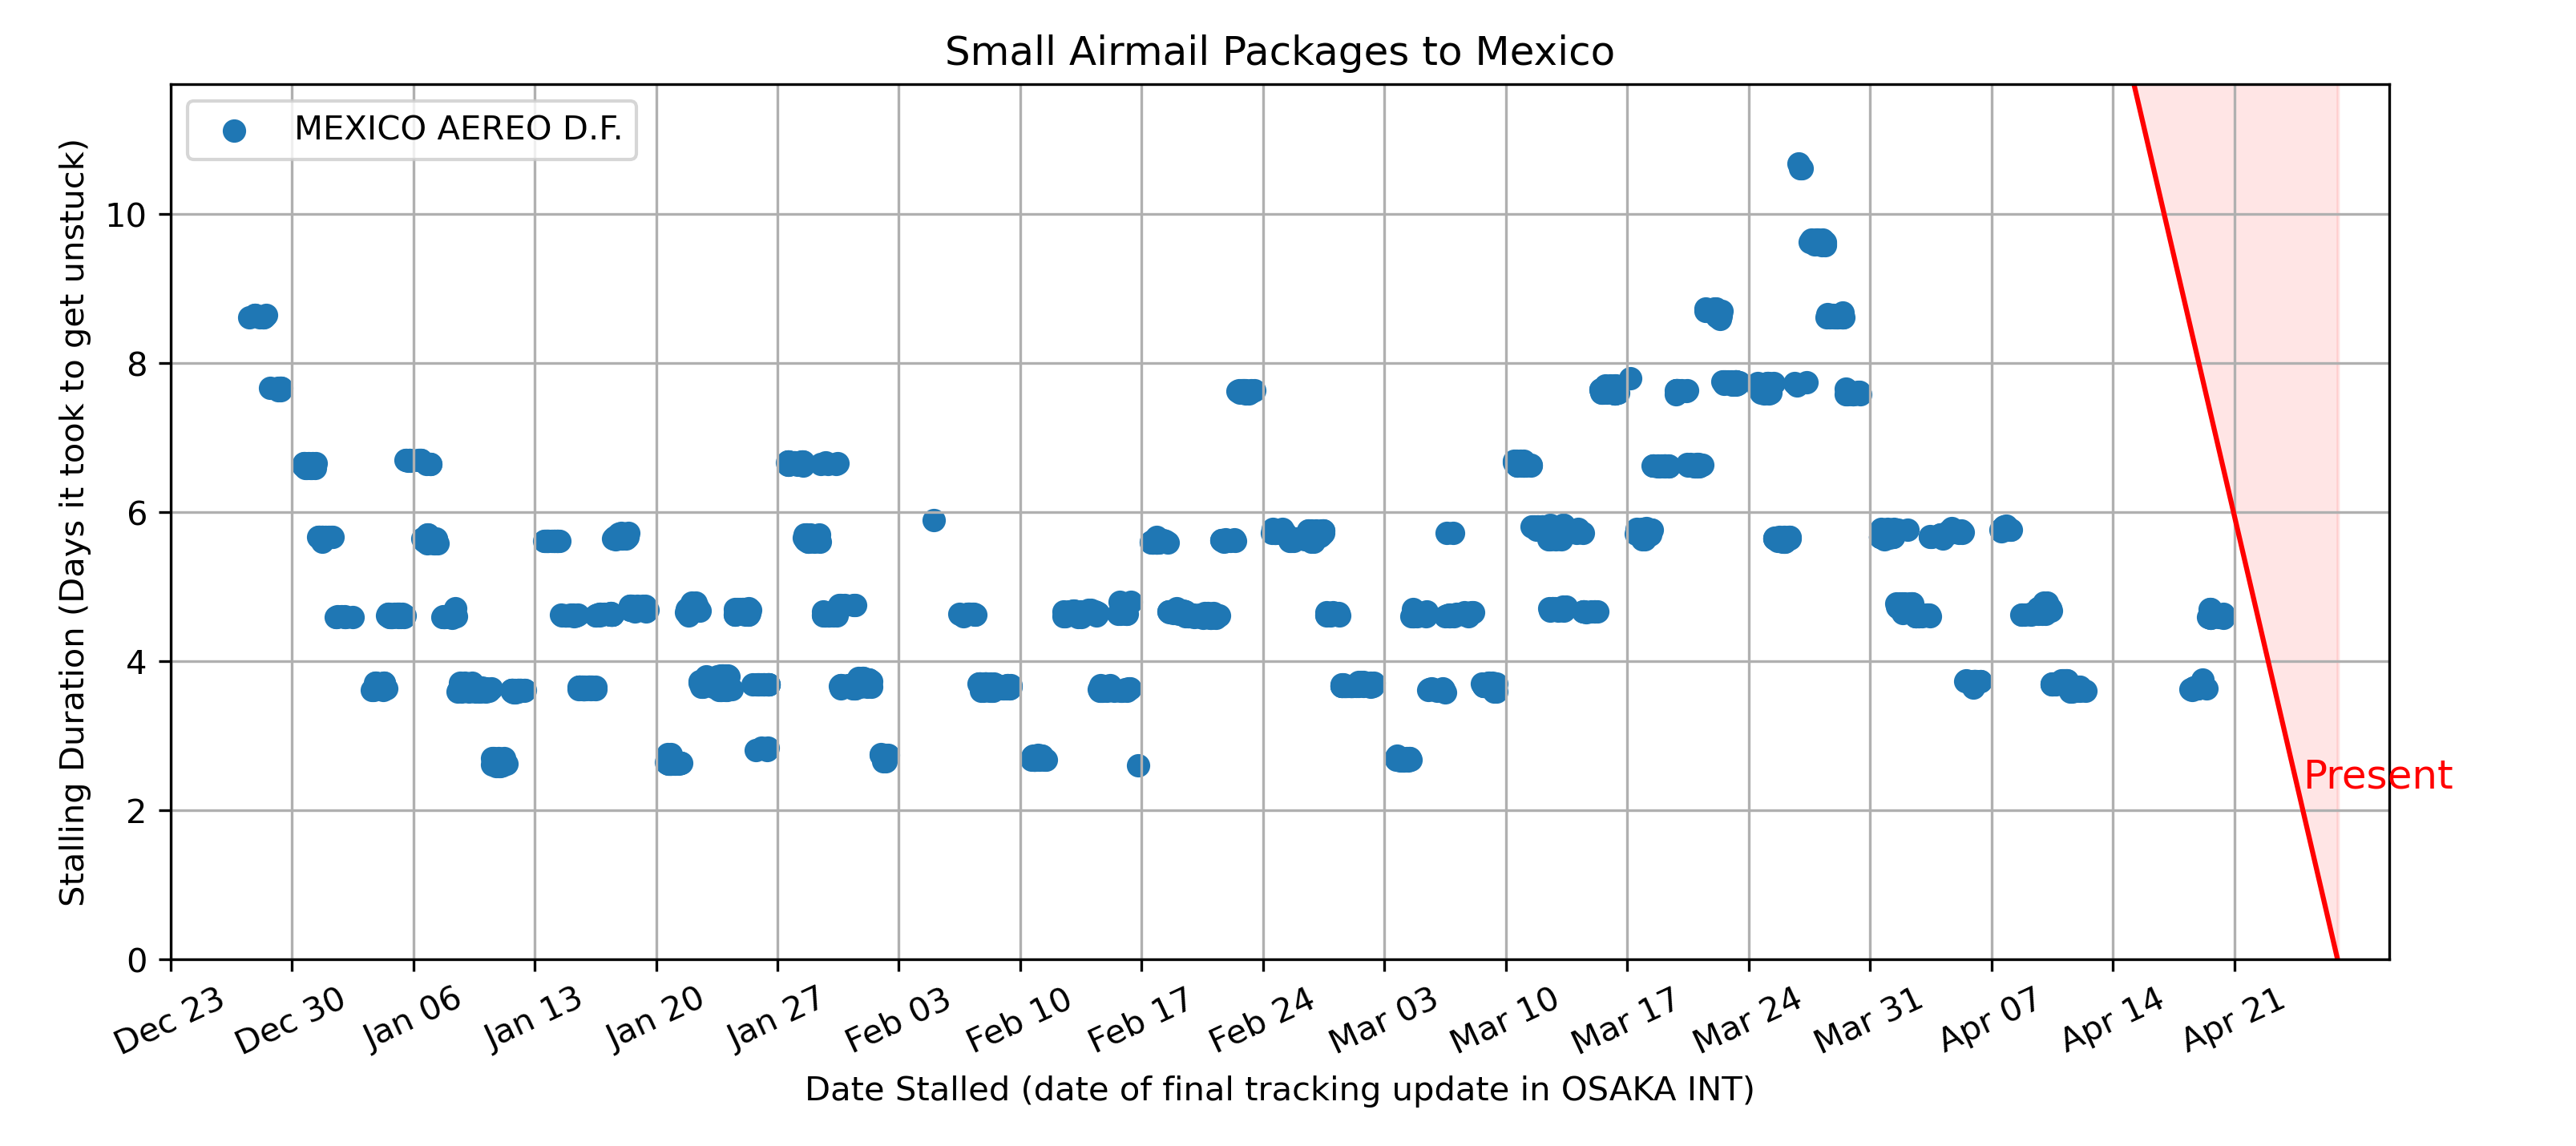 Small Airmail Packages to Mexico
MEXICO AEREO D.F.
Stalling Duration (Days it took to get unstuck)
10
8
6
4
2
0
Present
Dec 23
Dec 30
Jan 06
Jan 13
Jan 20
Jan 27
Feb 03
Feb 10
Feb 17
Feb 24
Mar 03
Mar 10
Mar 17
Mar 24
Mar 31
Apr 07
Apr 14
Apr 21
Date Stalled (date of final tracking update in OSAKA INT)